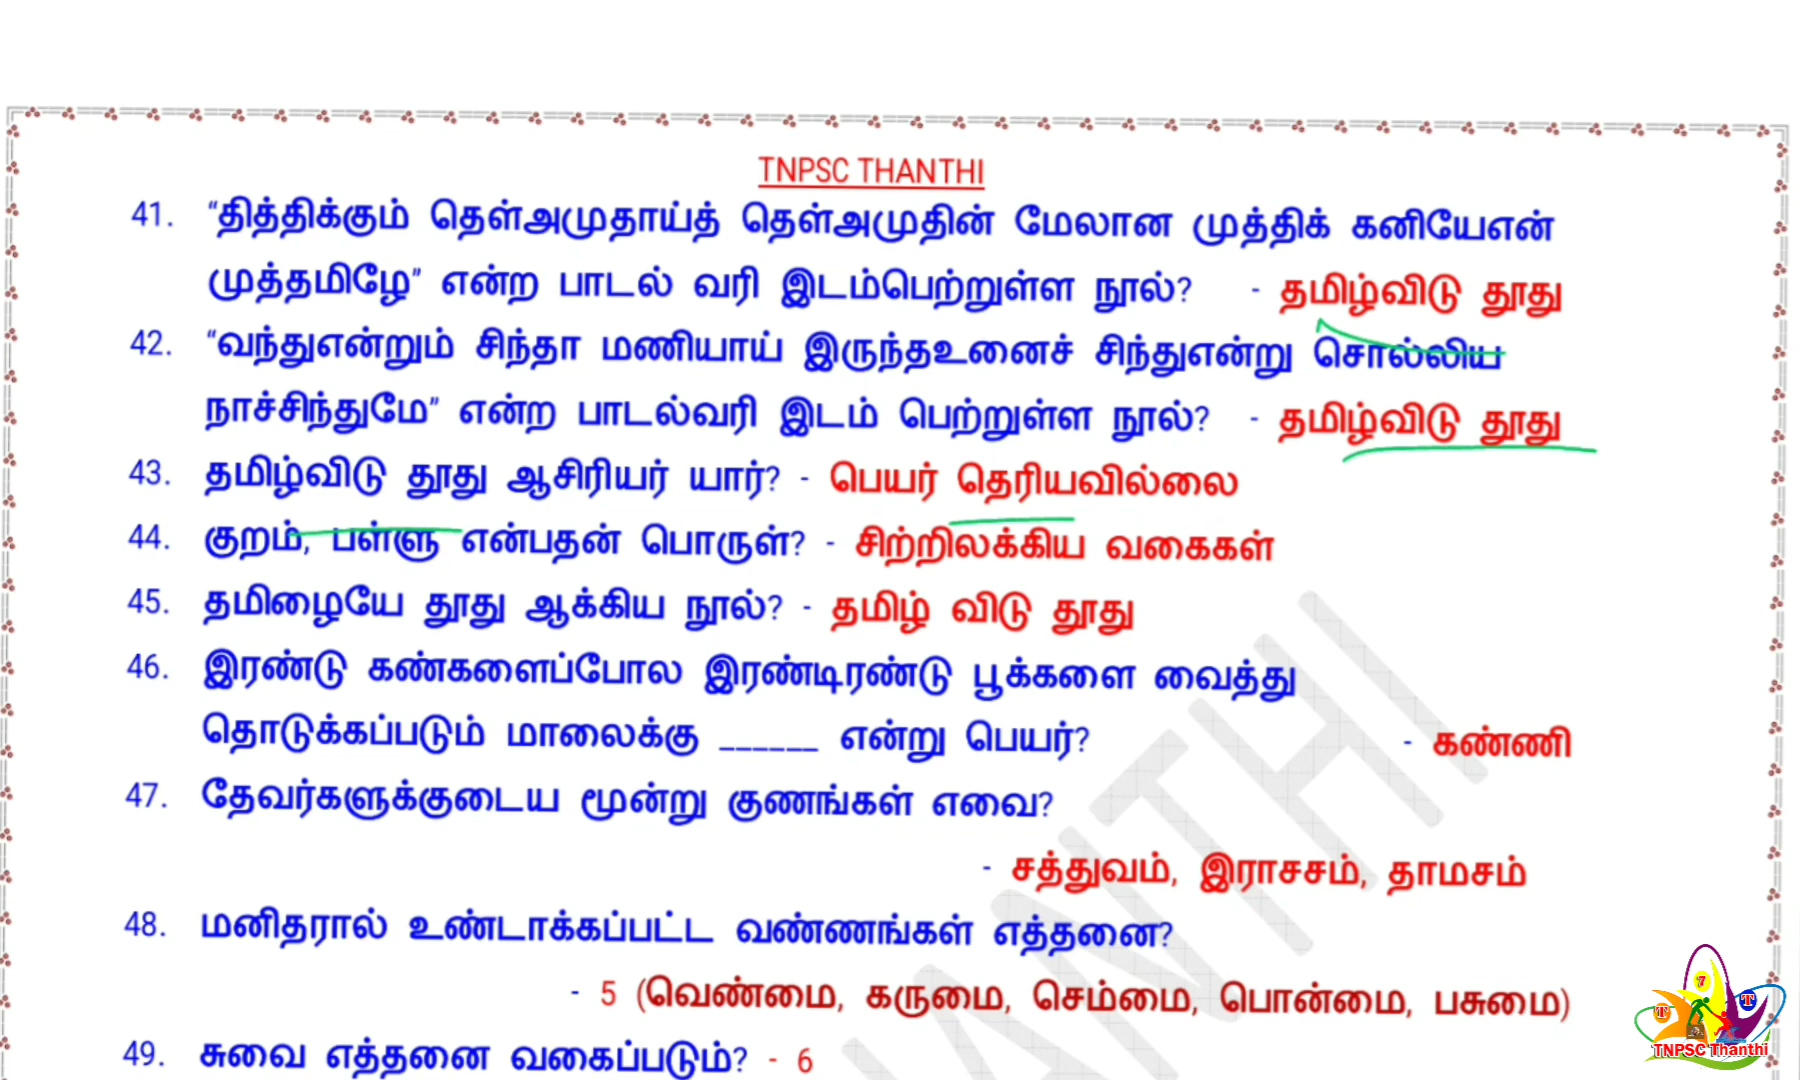 TNPSC THANTHI
41. “தித்திக்கும் தெள்அமுதாய்த் தெள்அமுதின் மேலான முத்திக் கனியேஎன்
முத்தமிழே” என்ற பாடல் வரி இடம்பெற்றுள்ள நூல்? - தமிழ்விடு தூது
42. “வந்துஎன்றும் சிந்தா மணியாய் இருந்தஉனைச் சிந்துஎன்று சொல்லிய
நாச்சிந்துமே” என்ற பாடல்வரி இடம் பெற்றுள்ள நூல்? - தமிழ்விடு தூது
43. தமிழ்விடு தூது ஆசிரியர் யார்? - பெயர் தெரியவில்லை
44. குறம், பள்ளு என்பதன் பொருள்? - சிற்றிலக்கிய வகைகள்
45. தமிழையே தூது ஆக்கிய நூல்? - தமிழ் விடு தூது
46. இரண்டு கண்களைப்போல இரண்டிரண்டு பூக்களை வைத்து
தொடுக்கப்படும் மாலைக்கு ______ என்று பெயர்? - கண்ணி
47. தேவர்களுக்குடைய மூன்று குணங்கள் எவை?
- சத்துவம், இராசசம், தாமசம்
48. மனிதரால் உண்டாக்கப்பட்ட வண்ணங்கள் எத்தனை?
- 5 (வெண்மை, கருமை, செம்மை, பொன்மை, பசுமை)
49. சுவை எத்தனை வகைப்படும்? - 6
ANTHI
T 7 T
TNPSC Thanthi